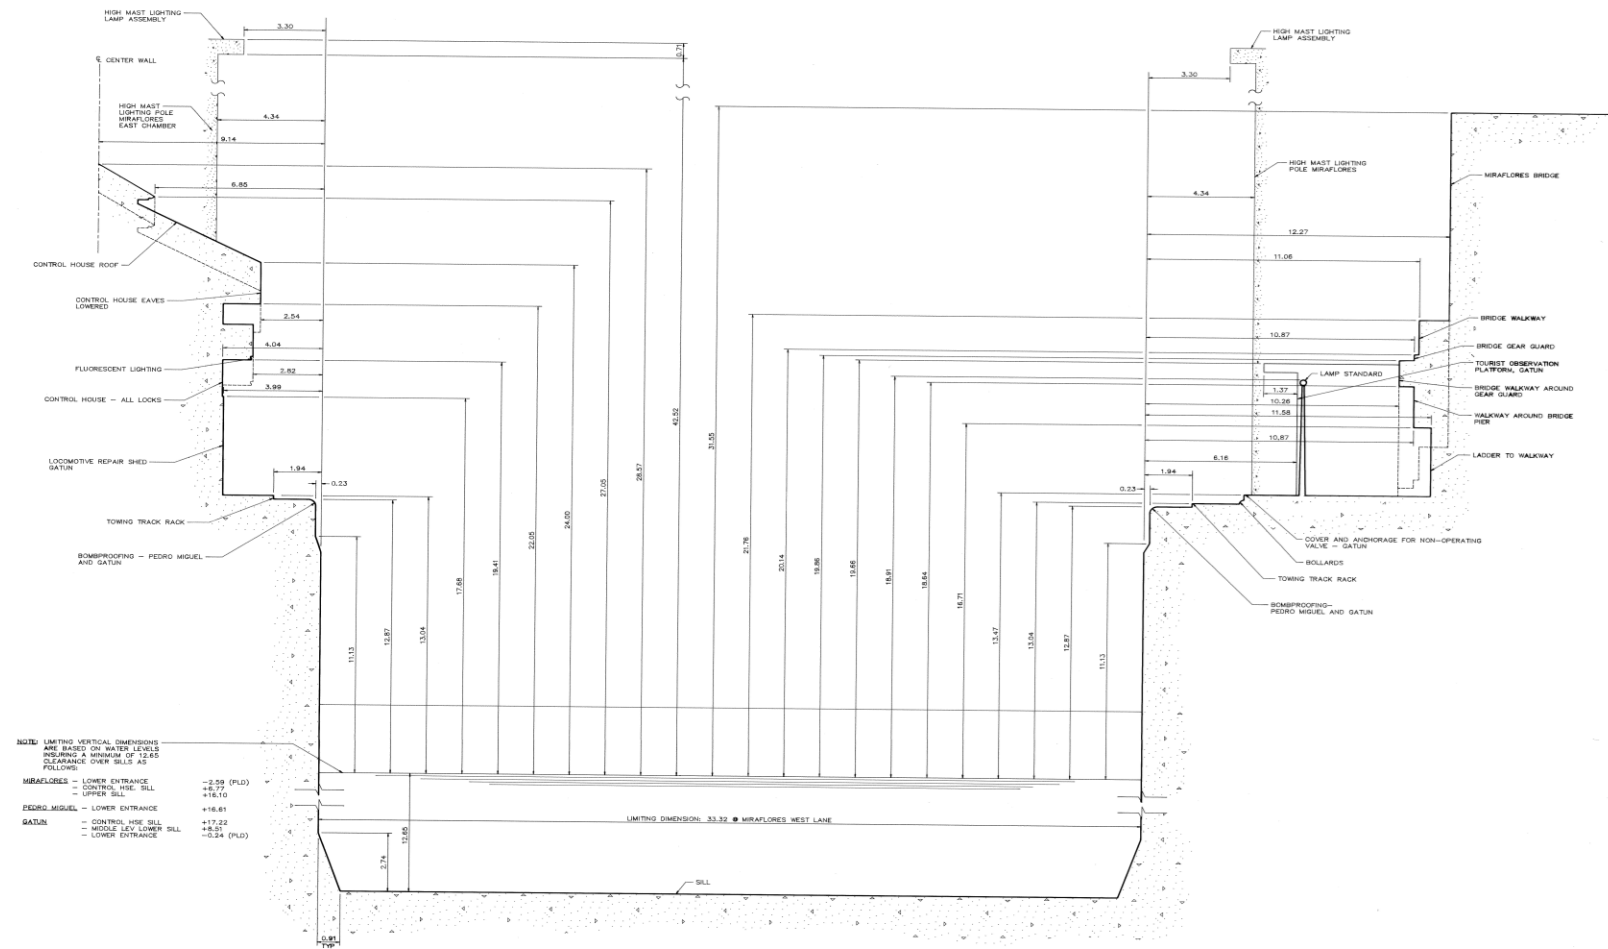 HIGH MAST LIGHTING
LAMP ASSEMBLY
3.30
℄ CENTER WALL
0.71
HIGH MAST
LIGHTING POLE
MIRAFLORES
EAST CHAMBER
4.34
9.14
6.85
CONTROL HOUSE ROOF
CONTROL HOUSE EAVES
LOWERED
2.54
4.04
FLUORESCENT LIGHTING
2.82
3.99
CONTROL HOUSE – ALL LOCKS
LOCOMOTIVE REPAIR SHED
GATUN
1.94
0.23
TOWING TRACK RACK
BOMBPROOFING – PEDRO MIGUEL
AND GATUN
11.13
12.87
13.04
17.68
19.41
22.05
24.00
27.05
28.57
42.52
31.55
21.76
20.14
19.86
19.66
18.91
18.64
16.71
13.47
13.04
12.87
11.13
HIGH MAST LIGHTING
LAMP ASSEMBLY
3.30
HIGH MAST LIGHTING
POLE MIRAFLORES
4.34
MIRAFLORES BRIDGE
12.27
11.06
BRIDGE WALKWAY
10.87
BRIDGE GEAR GUARD
TOURIST OBSERVATION
PLATFORM, GATUN
LAMP STANDARD
1.37
BRIDGE WALKWAY AROUND
GEAR GUARD
10.26
11.58
WALKWAY AROUND BRIDGE
PIER
10.87
LADDER TO WALKWAY
6.16
1.94
0.23
COVER AND ANCHORAGE FOR NON-OPERATING
VALVE – GATUN
BOLLARDS
TOWING TRACK RACK
BOMBPROOFING–
PEDRO MIGUEL AND GATUN
NOTE: LIMITING VERTICAL DIMENSIONS
ARE BASED ON WATER LEVELS
INSURING A MINIMUM OF 12.65
CLEARANCE OVER SILLS AS
FOLLOWS:
MIRAFLORES – LOWER ENTRANCE –2.59 (PLD)
– CONTROL HSE. SILL +6.77
– UPPER SILL +16.10
PEDRO MIGUEL – LOWER ENTRANCE +16.61
GATUN – CONTROL HSE SILL +17.22
– MIDDLE LEV LOWER SILL +8.51
– LOWER ENTRANCE –0.24 (PLD)
LIMITING DIMENSION: 33.32 @ MIRAFLORES WEST LANE
12.65
2.74
SILL
0.91
TYP